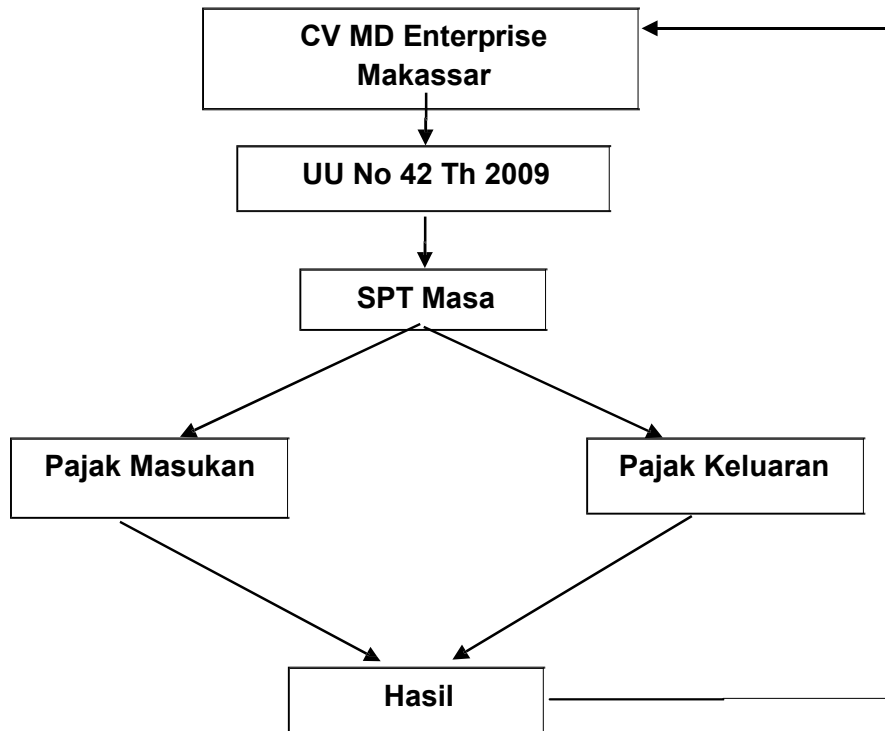 CV MD Enterprise
Makassar
UU No 42 Th 2009
SPT Masa
Pajak Masukan
Pajak Keluaran
Hasil